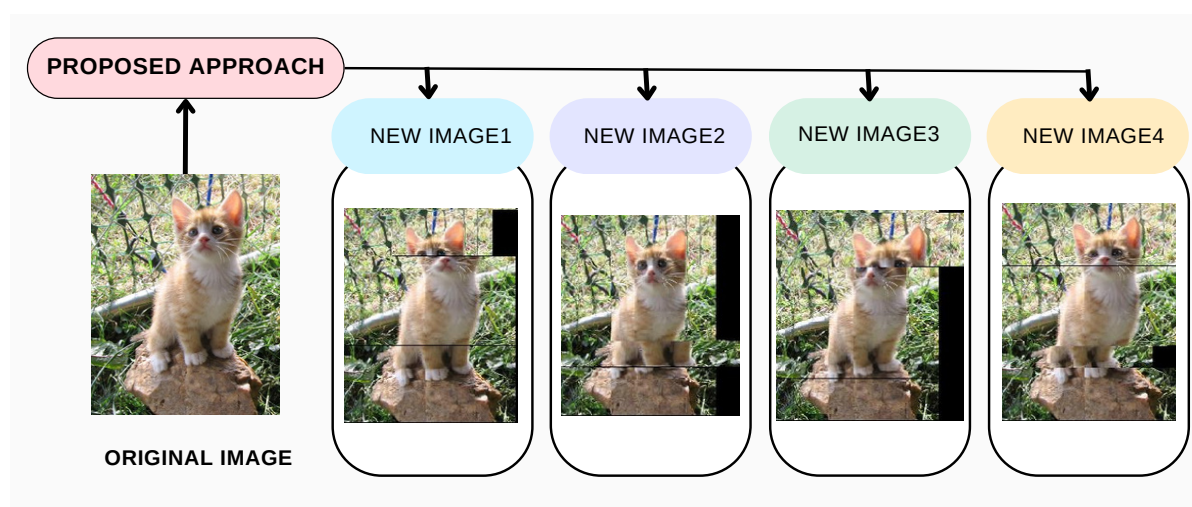 PROPOSED APPROACH
NEW IMAGE1
NEW IMAGE2
NEW IMAGE3
NEW IMAGE4
ORIGINAL IMAGE